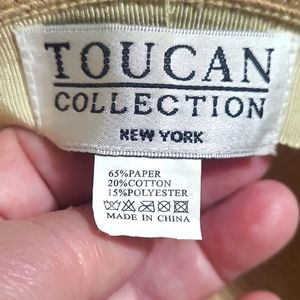 TOUCAN
COLLECTION
NEW YORK
65%PAPER
20%COTTON
15%POLYESTER
MADE IN CHINA